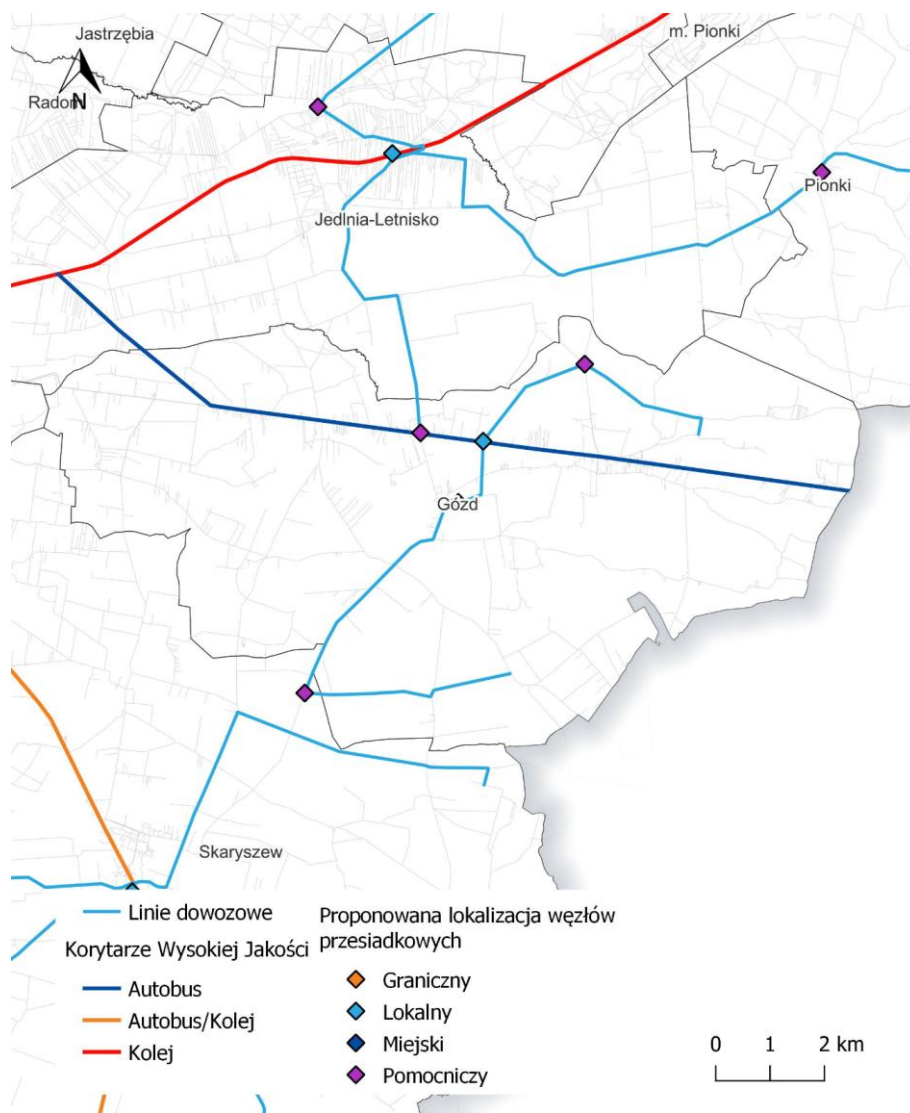 Jastrzębia
m. Pionki
Radom
N
Pionki
Jedlnia-Letnisko
Gózd
Skaryszew
Linie dowozowe
Korytarze Wysokiej Jakości
Autobus
Autobus/Kolej
Kolej
Proponowana lokalizacja węzłów
przesiadkowych
Graniczny
Lokalny
Miejski
Pomocniczy
0 1 2 km